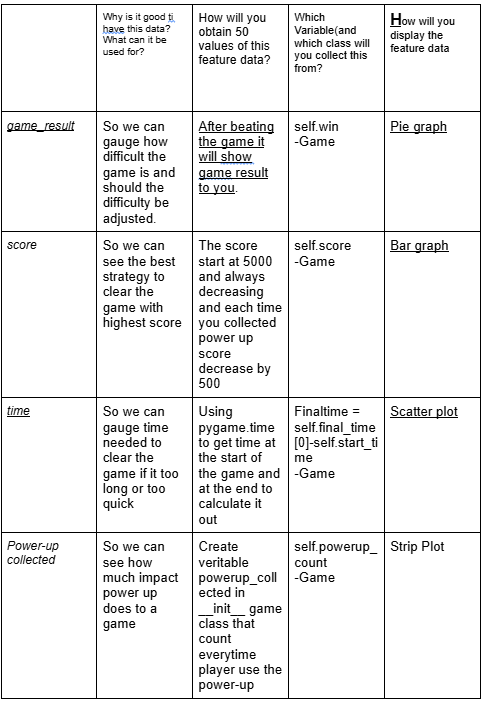 Why is it good ti
have this data?
What can it be
used for?
How will you
obtain 50
values of this
feature data?
Which
Variable(and
which class will
you collect this
from?
How will you
display the
feature data
game_result
So we can
gauge how
difficult the
game is and
should the
difficulty be
adjusted.
After beating
the game it
will show
game result
to you.
self.win
-Game
Pie graph
score
So we can
see the best
strategy to
clear the
game with
highest score
The score
start at 5000
and always
decreasing
and each time
you collected
power up
score
decrease by
500
self.score
-Game
Bar graph
time
So we can
gauge time
needed to
clear the
game if it too
long or too
quick
Using
pygame.time
to get time at
the start of
the game and
at the end to
calculate it
out
Finaltime =
self.final_time
[0]-self.start_ti
me
-Game
Scatter plot
Power-up
collected
So we can
see how
much impact
power up
does to a
game
Create
veritable
powerup_coll
ected in
__init__ game
class that
count
everytime
player use the
power-up
self.powerup_
count
-Game
Strip Plot